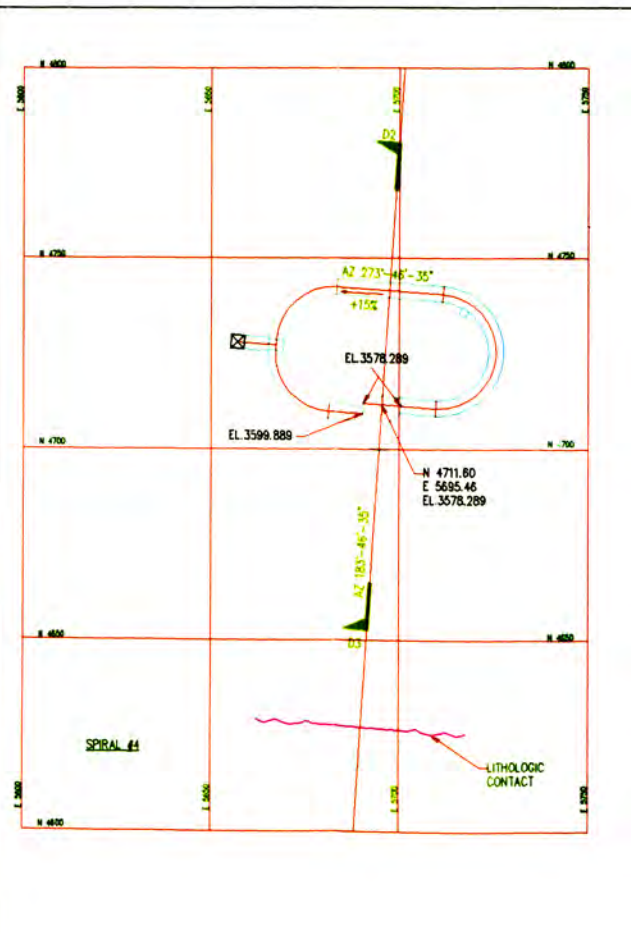 N 4800
N 4800
E 5600
E 5650
E 5700
E 5750
D2
N 4750
N 4750
AZ 273°-46'-35"
+15%
EL.3578.289
EL.3599.889
N 4700
N 4700
N 4711.60
E 5695.46
EL.3578.289
AZ 183°-46'-35"
N 4650
N 4650
D3
SPIRAL #4
LITHOLOGIC
CONTACT
E 5600
E 5650
E 5700
E 5750
N 4600